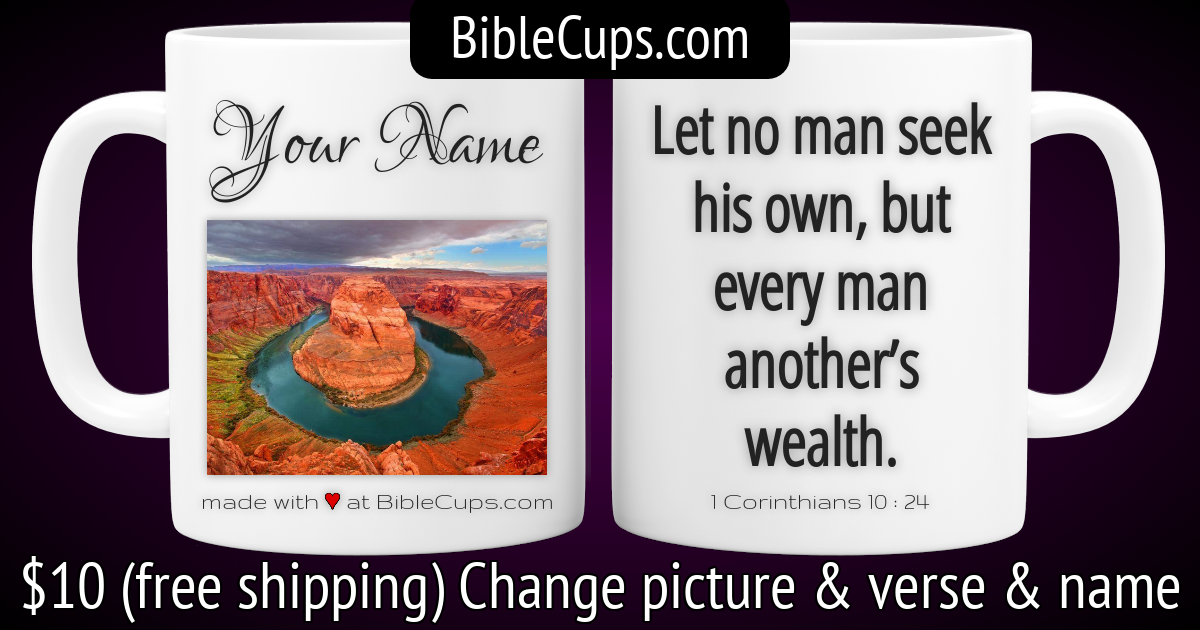 BibleCups.com
Your Name
made with ♥ at BibleCups.com
Let no man seek
his own, but
every man
another’s
wealth.
1 Corinthians 10 : 24
$10 (free shipping) Change picture & verse & name